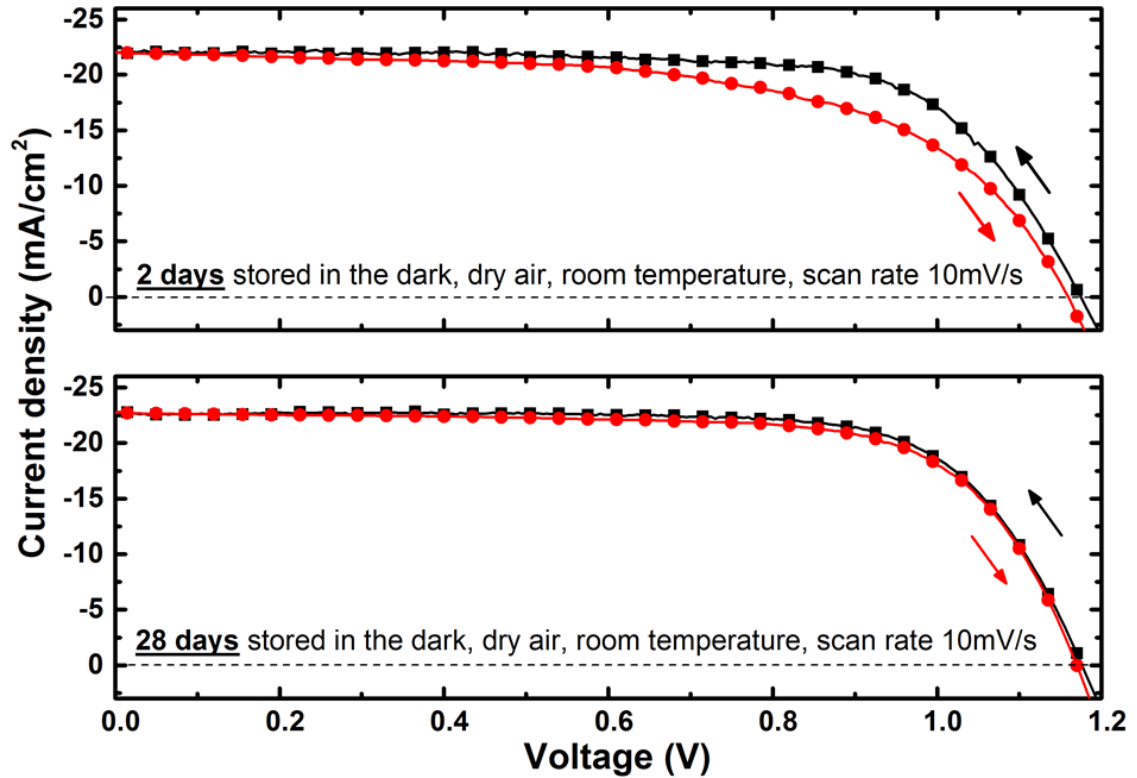 Current density (mA/cm²)
-25
-20
-15
-10
-5
0
2 days stored in the dark, dry air, room temperature, scan rate 10mV/s
-25
-20
-15
-10
-5
0
28 days stored in the dark, dry air, room temperature, scan rate 10mV/s
0.0 0.2 0.4 0.6 0.8 1.0 1.2
Voltage (V)